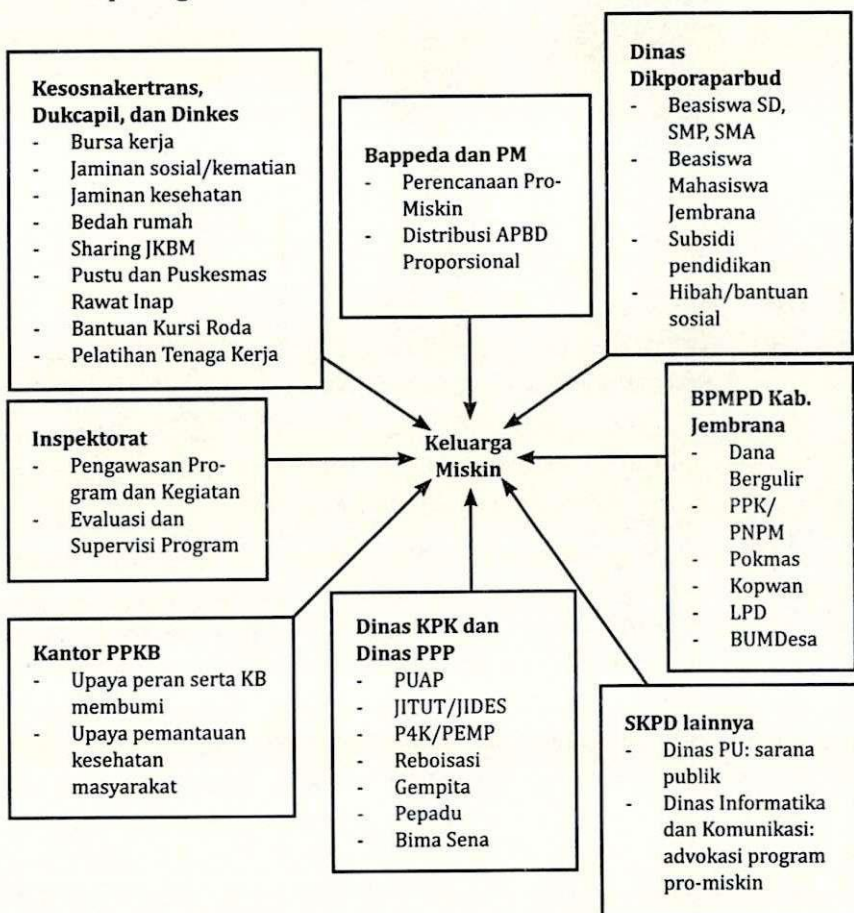 Kesosnakertrans,
Dukcapil, dan Dinkes
- Bursa kerja
- Jaminan sosial/kematian
- Jaminan kesehatan
- Bedah rumah
- Sharing JKBM
- Pustu dan Puskesmas
Rawat Inap
- Bantuan Kursi Roda
- Pelatihan Tenaga Kerja
Bappeda dan PM
- Perencanaan Pro-
Miskin
- Distribusi APBD
Proporsional
Dinas
Dikporaparbud
- Beasiswa SD,
SMP, SMA
- Beasiswa
Mahasiswa
Jembrana
- Subsidi
pendidikan
- Hibah/bantuan
sosial
Inspektorat
- Pengawasan Pro-
gram dan Kegiatan
- Evaluasi dan
Supervisi Program
Keluarga
Miskin
BPMPD Kab.
Jembrana
- Dana
Bergulir
- PPK/
PNPM
- Pokmas
- Kopwan
- LPD
- BUMDesa
Kantor PPKB
- Upaya peran serta KB
membumi
- Upaya pemantauan
kesehatan
masyarakat
Dinas KPK dan
Dinas PPP
- PUAP
- JITUT/JIDES
- P4K/PEMP
- Reboisasi
- Gempita
- Pepadu
- Bima Sena
SKPD lainnya
- Dinas PU: sarana
publik
- Dinas Informatika
dan Komunikasi:
advokasi program
pro-miskin